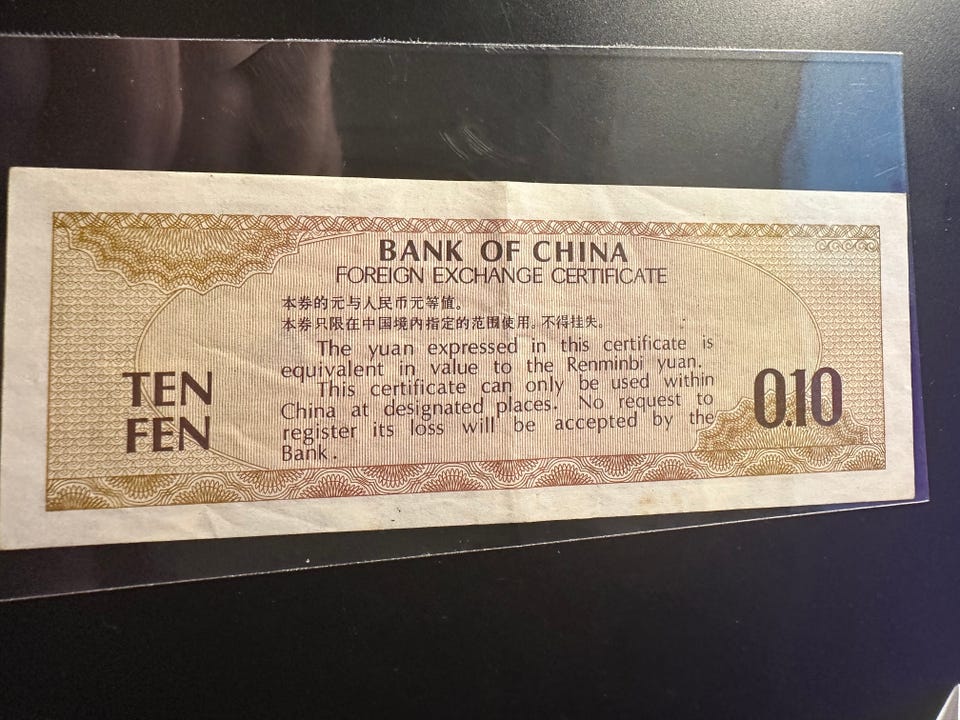 BANK OF CHINA
FOREIGN EXCHANGE CERTIFICATE
本券的元与人民币元等值。
本券只限在中国境内指定的范围使用。不得挂失。
The yuan expressed in this certificate is
equivalent in value to the Renminbi yuan.
This certificate can only be used within
China at designated places. No request to
register its loss will be accepted by the
Bank.
TEN
FEN
0.10